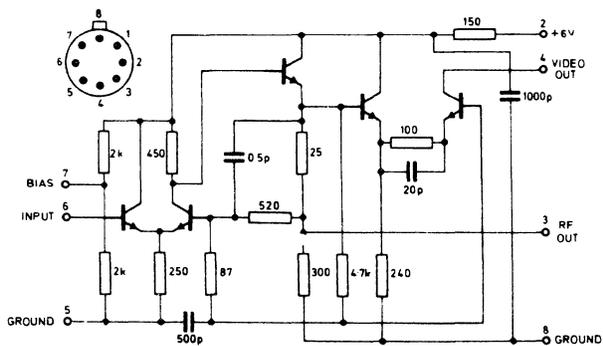 8
7
1
6
2
5
3
4
150
2
+6V
4
VIDEO
OUT
1000p
100
20p
2k
450
0·5p
25
7
BIAS
6
INPUT
520
3
RF
OUT
2k
250
87
300
4·7k
240
5
GROUND
500p
8
GROUND